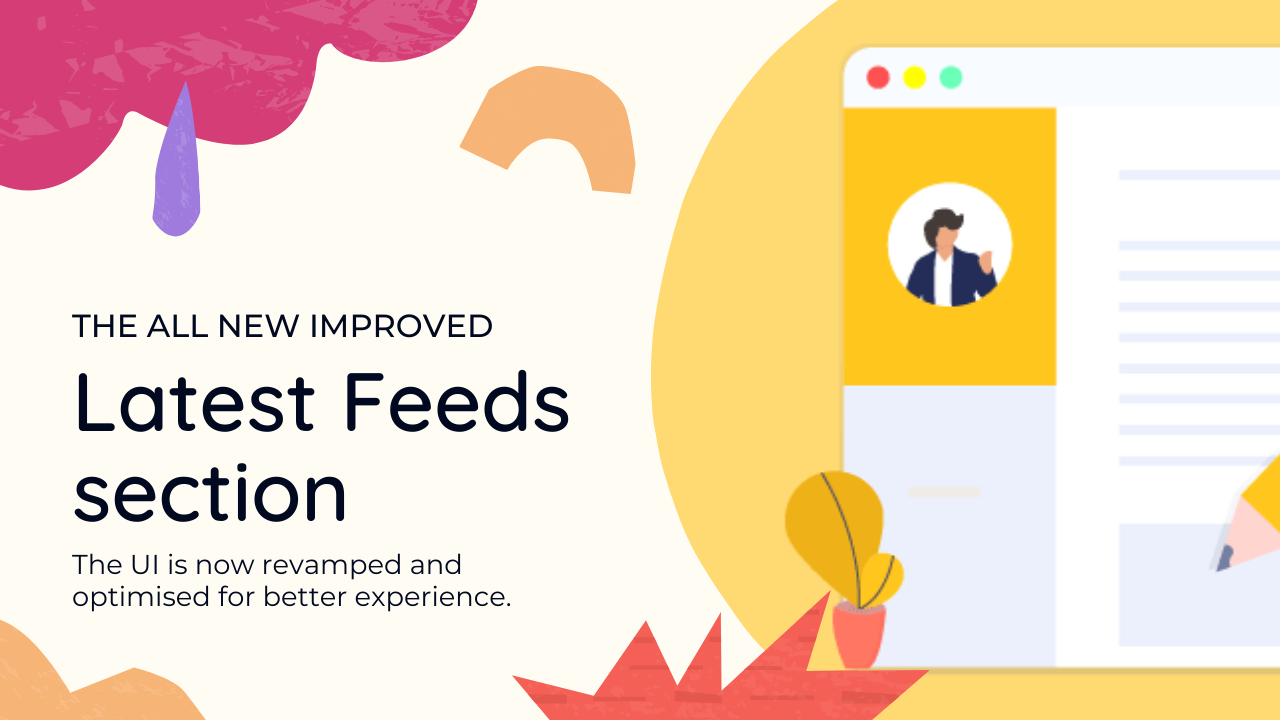 THE ALL NEW IMPROVED
Latest Feeds
section
The UI is now revamped and
optimised for better experience.